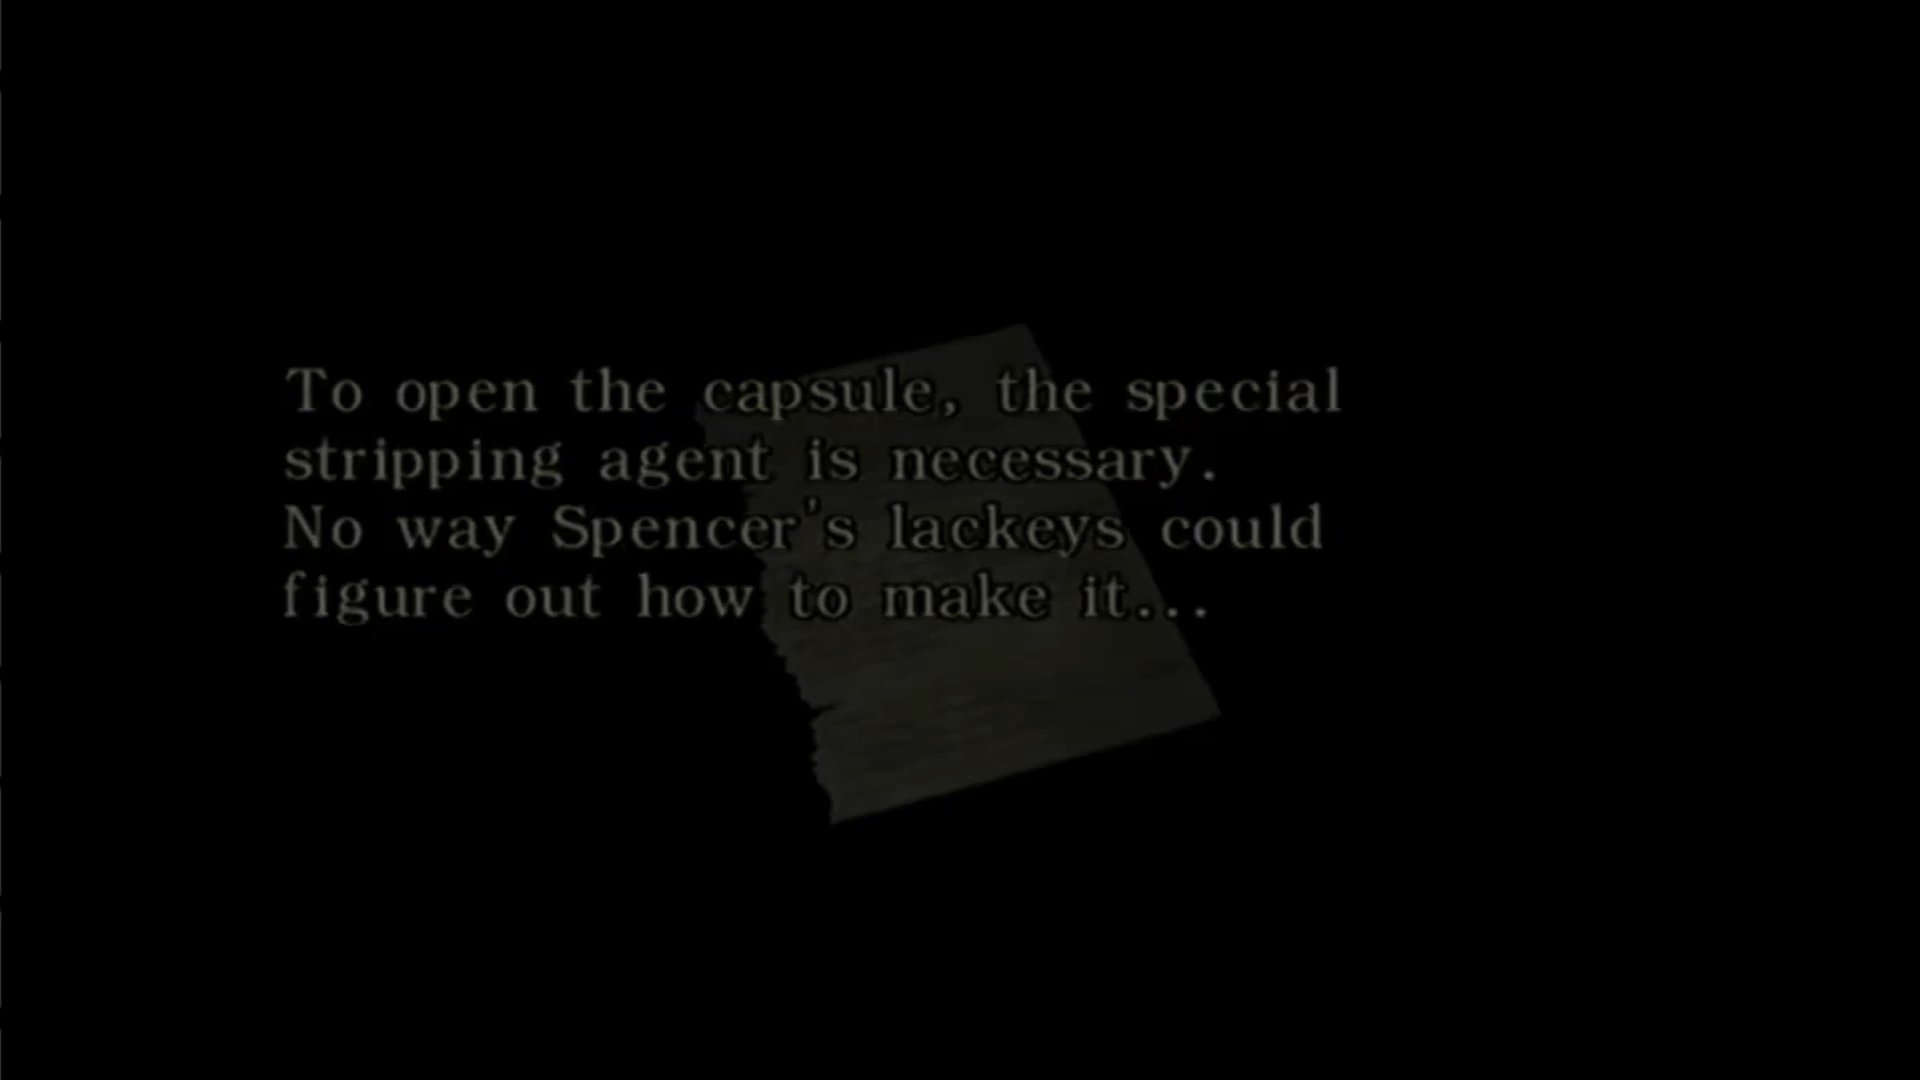 To open the capsule, the special
stripping agent is necessary.
No way Spencer's lackeys could
figure out how to make it...